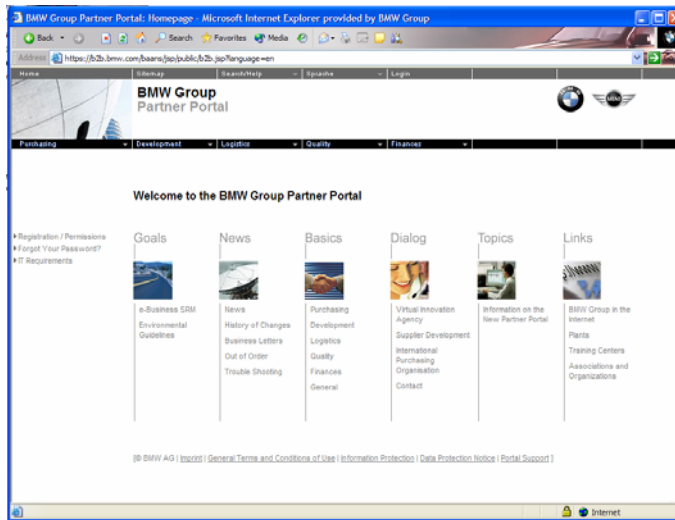 BMW Group Partner Portal: Homepage - Microsoft Internet Explorer provided by BMW Group
Back Search Favorites Media
Address https://b2b.bmw.com/baans/jsp/public/b2b.jsp?language=en
Home Sitemap Search/Help Sprache Login
BMW Group
Partner Portal
MINI
Purchasing Development Logistics Quality Finances
Welcome to the BMW Group Partner Portal
Registration / Permissions
Forgot Your Password?
IT Requirements
Goals News Basics Dialog Topics Links
e-Business SRM
Environmental
Guidelines
News
History of Changes
Business Letters
Out of Order
Trouble Shooting
Purchasing
Development
Logistics
Quality
Finances
General
Virtual Innovation
Agency
Supplier Development
International
Purchasing
Organisation
Contact
Information on the
New Partner Portal
BMW Group in the
Internet
Plants
Training Centers
Associations and
Organizations
[© BMW AG | Imprint | General Terms and Conditions of Use | Information Protection | Data Protection Notice | Portal Support ]
Internet